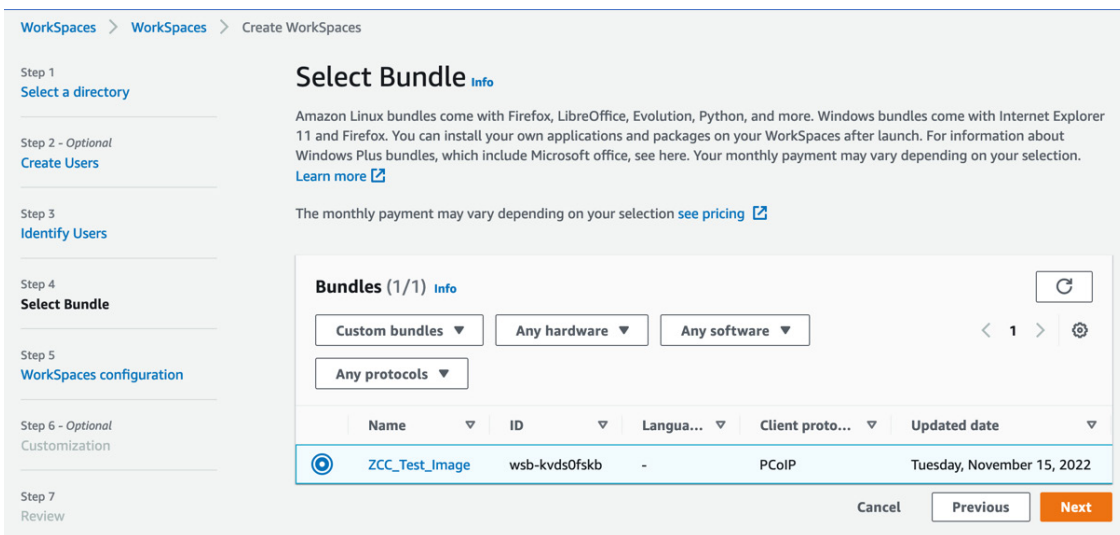 WorkSpaces > WorkSpaces > Create WorkSpaces
Step 1
Select a directory
Step 2 - Optional
Create Users
Step 3
Identify Users
Step 4
Select Bundle
Step 5
WorkSpaces configuration
Step 6 - Optional
Customization
Step 7
Review
Select Bundle Info
Amazon Linux bundles come with Firefox, LibreOffice, Evolution, Python, and more. Windows bundles come with Internet Explorer
11 and Firefox. You can install your own applications and packages on your WorkSpaces after launch. For information about
Windows Plus bundles, which include Microsoft office, see here. Your monthly payment may vary depending on your selection.
Learn more
The monthly payment may vary depending on your selection see pricing
Bundles (1/1) Info
Custom bundles Any hardware Any software < 1 >
Any protocols
Name ID Langua... Client proto... Updated date
ZCC_Test_Image wsb-kvds0fskb - PCoIP Tuesday, November 15, 2022
Cancel Previous Next